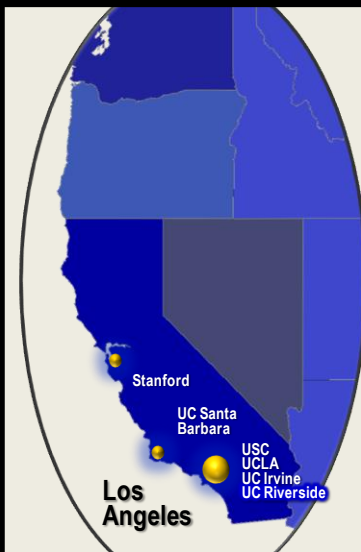 Stanford
UC Santa
Barbara
USC
UCLA
UC Irvine
UC Riverside
Los
Angeles